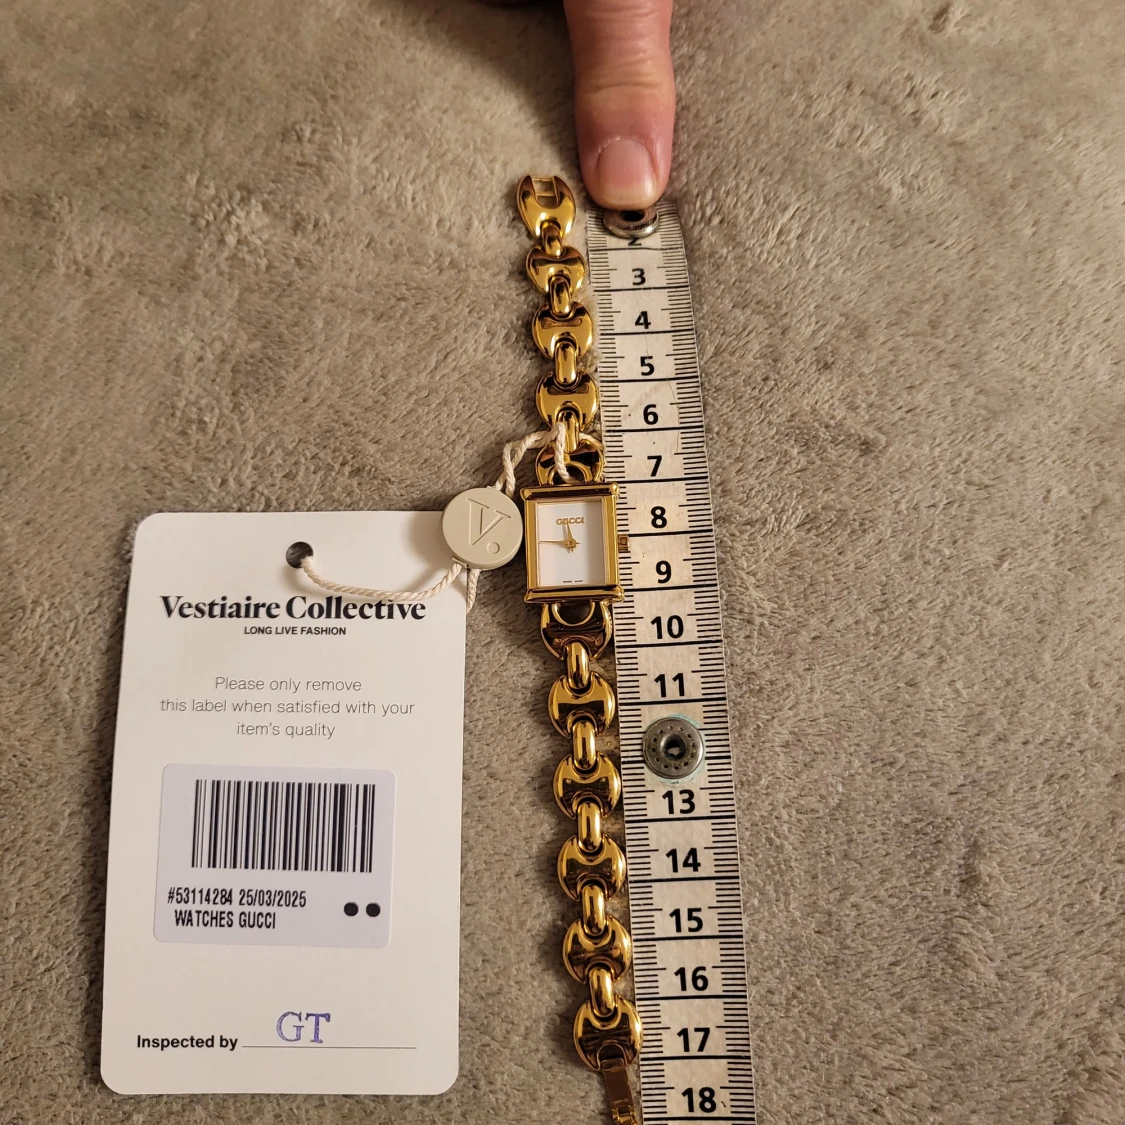 Vestiaire Collective
LONG LIVE FASHION
Please only remove
this label when satisfied with your
item's quality
#53114284 25/03/2025
WATCHES GUCCI
Inspected by GT
V.
GUCCI
2
3
4
5
6
7
8
9
10
11
13
14
15
16
17
18